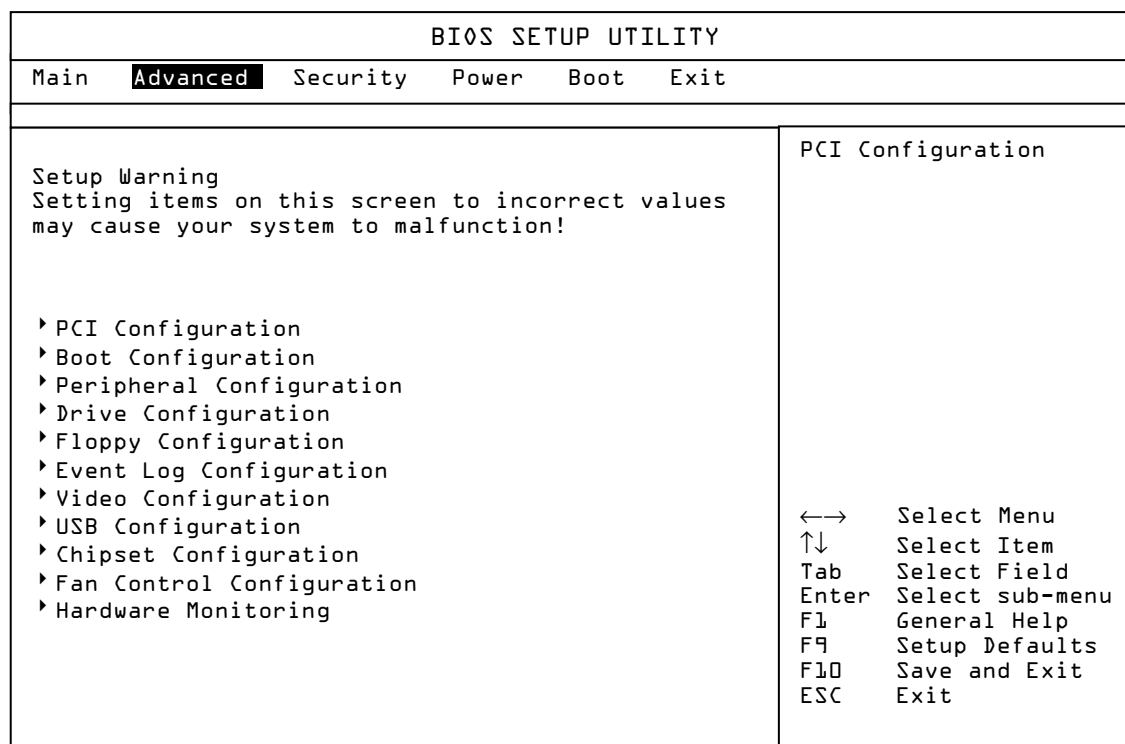 BIOS SETUP UTILITY
Main Advanced Security Power Boot Exit
Setup Warning
Setting items on this screen to incorrect values
may cause your system to malfunction!
PCI Configuration
Boot Configuration
Peripheral Configuration
Drive Configuration
Floppy Configuration
Event Log Configuration
Video Configuration
USB Configuration
Chipset Configuration
Fan Control Configuration
Hardware Monitoring
PCI Configuration
←→ Select Menu
↑↓ Select Item
Tab Select Field
Enter Select sub-menu
F1 General Help
F9 Setup Defaults
F10 Save and Exit
ESC Exit